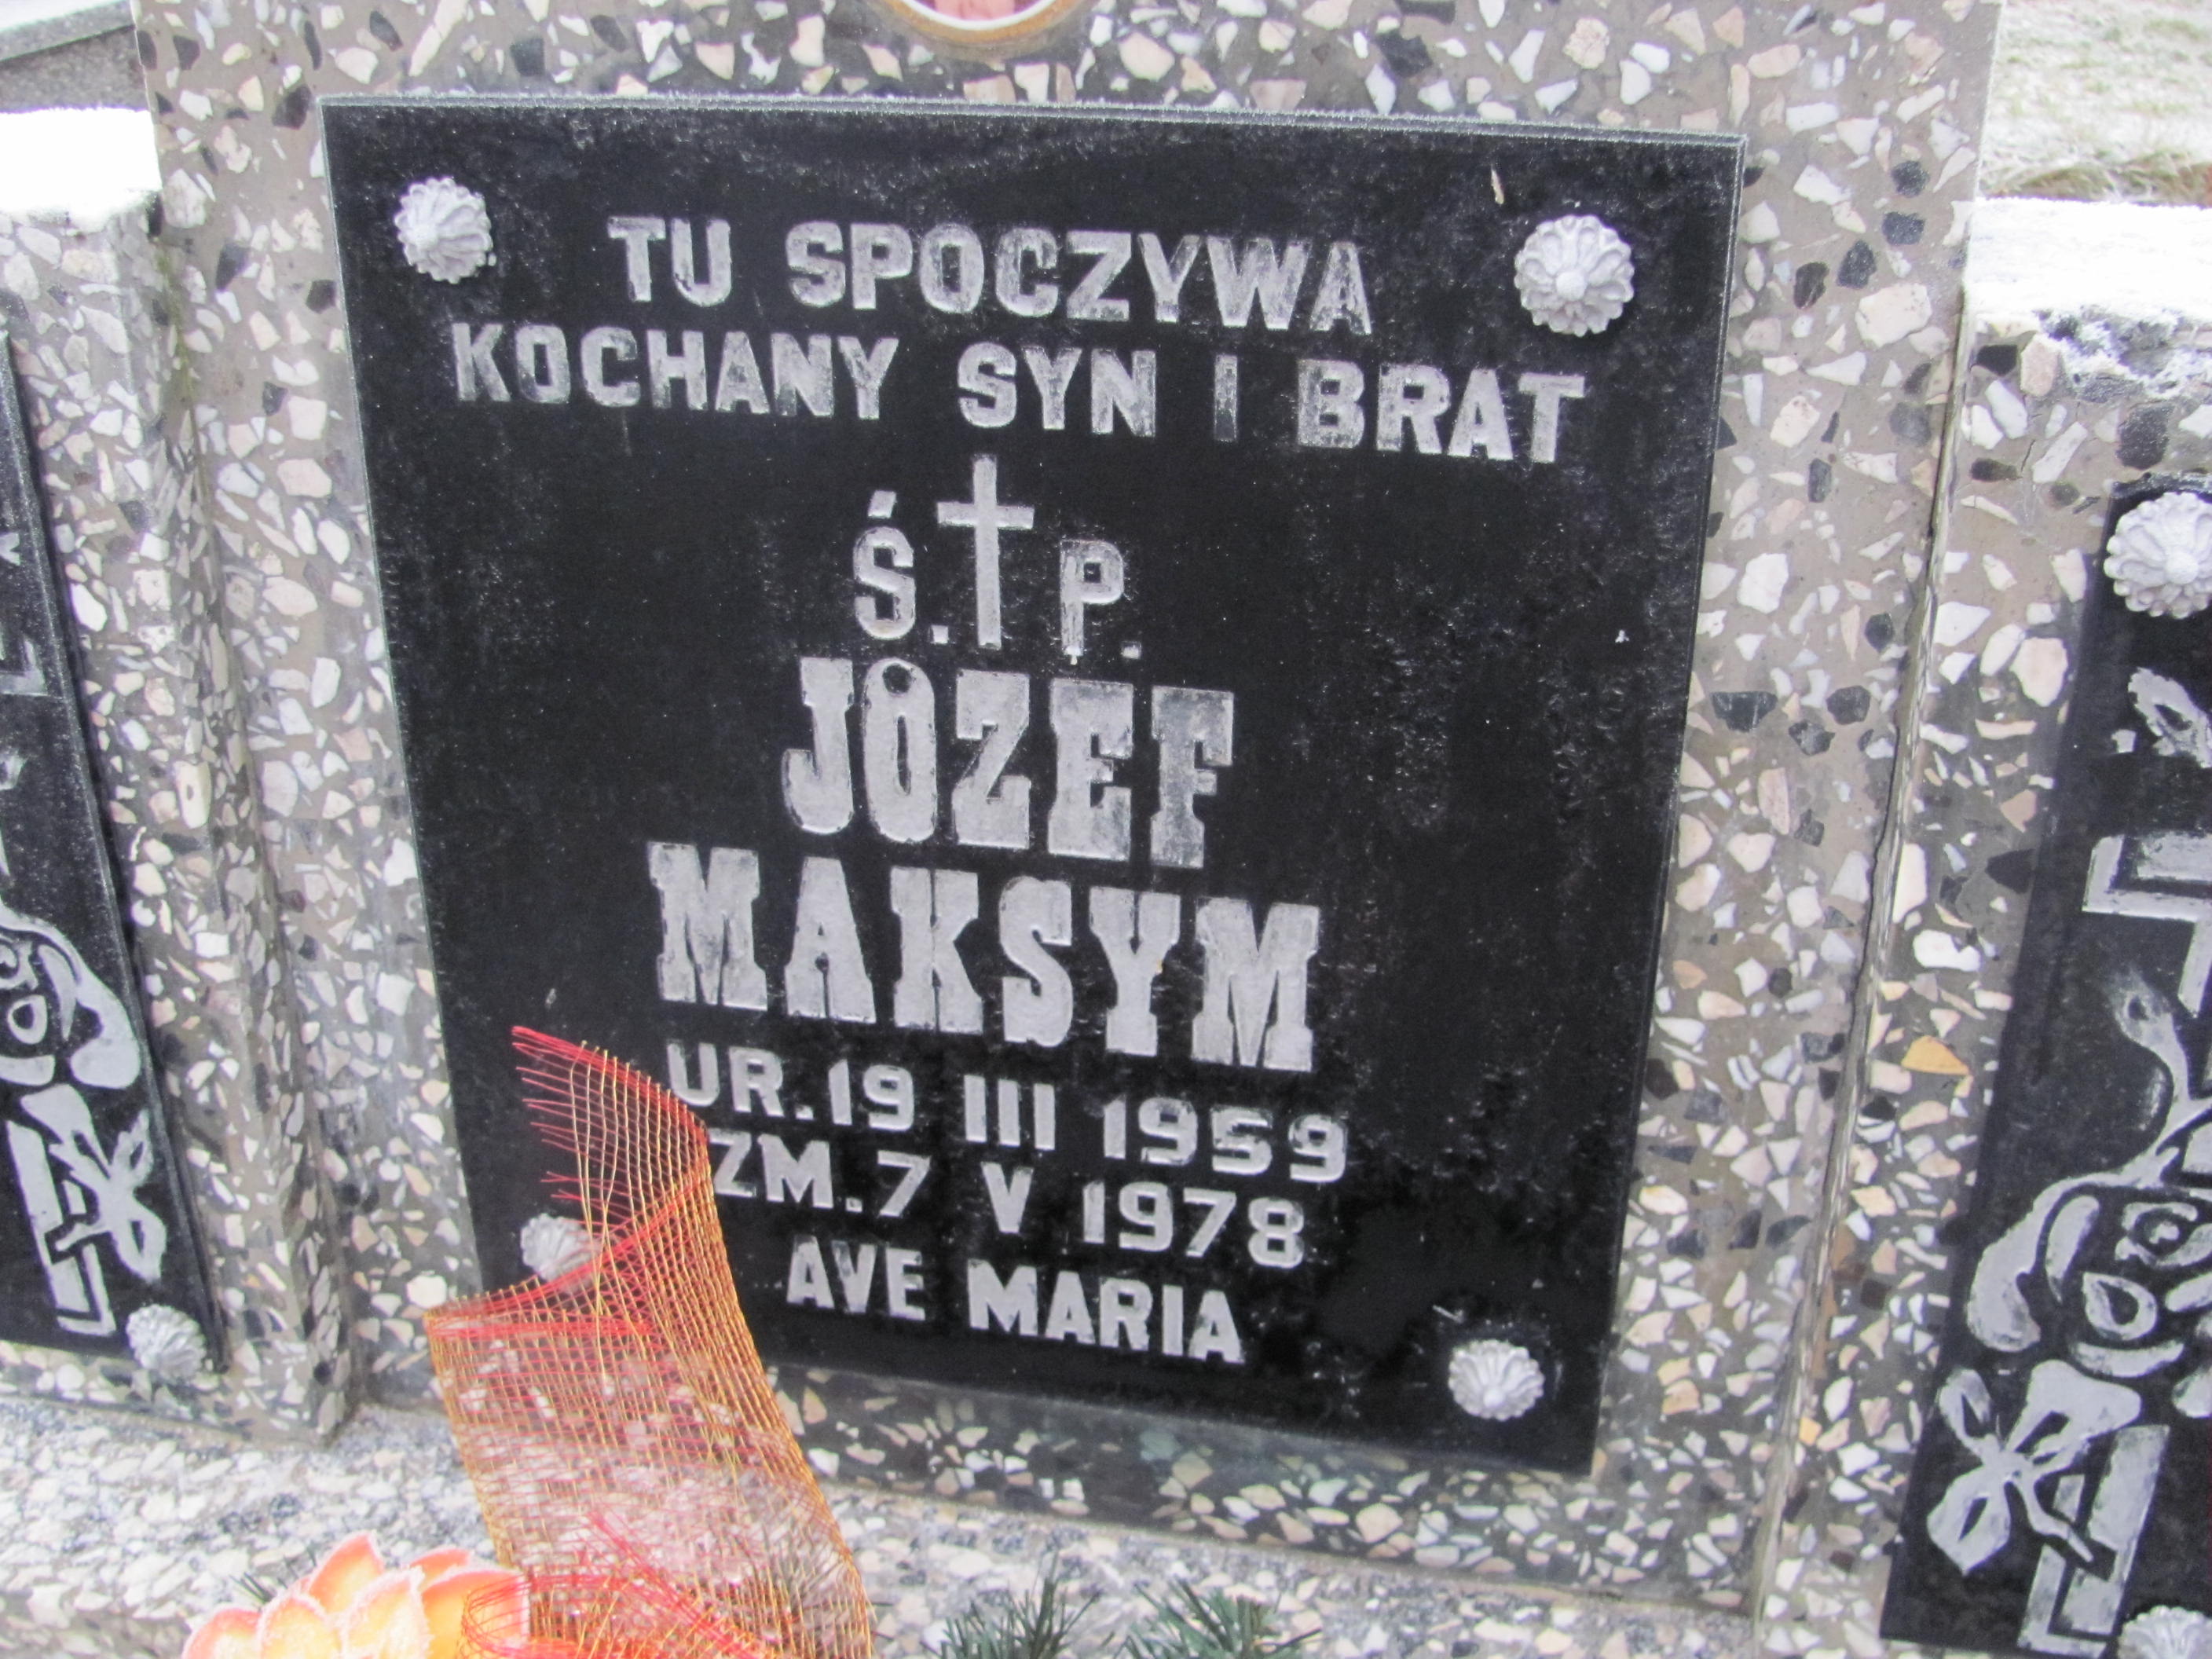 TU SPOCZYWA
KOCHANY SYN I BRAT
Ś.†P.
JÓZEF
MAKSYM
UR.19 III 1959
ZM.7 V 1978
AVE MARIA